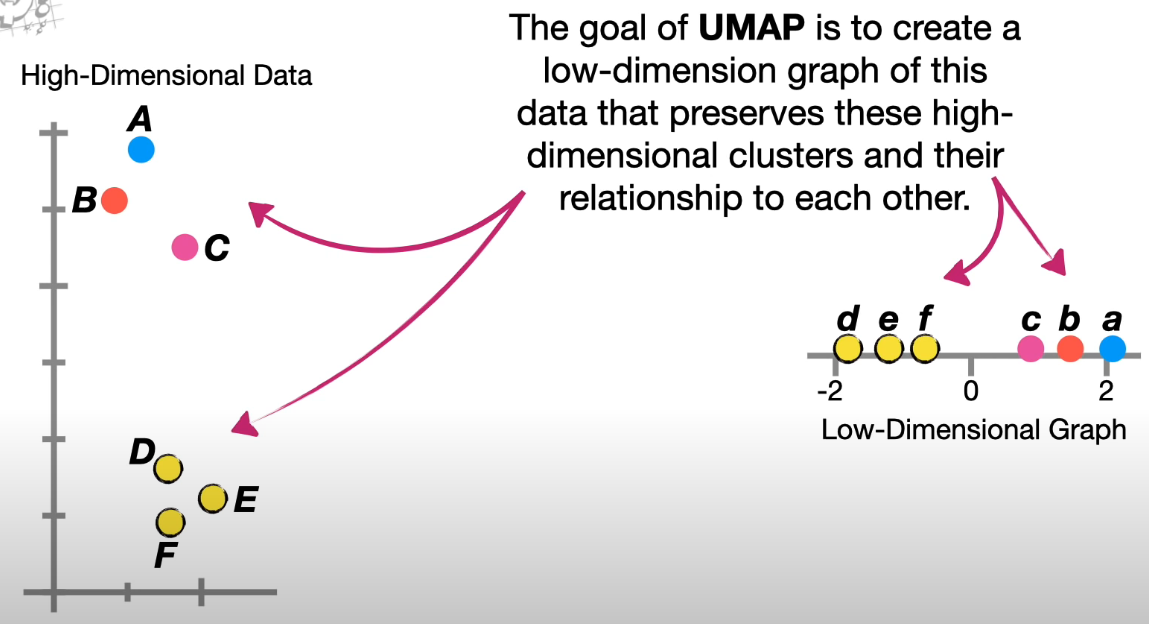 The goal of UMAP is to create a
low-dimension graph of this
data that preserves these high-
dimensional clusters and their
relationship to each other.
High-Dimensional Data
A
B
C
D
E
F
d e f c b a
-2 0 2
Low-Dimensional Graph